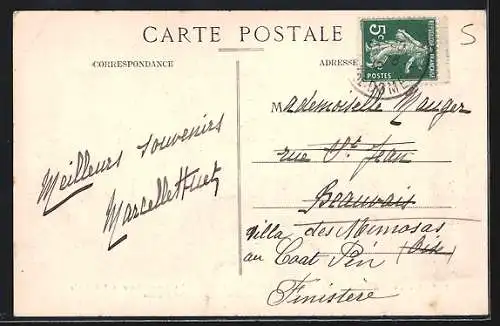 CARTE POSTALE
CORRESPONDANCE
ADRESSE
5c
POSTES
S
Meilleurs souvenirs
Marcelle Huet
Mademoiselle Mauger
rue St Jean
Beauvais
Villa des Mimosas
(Oise)
au Coat Pin
Finistère